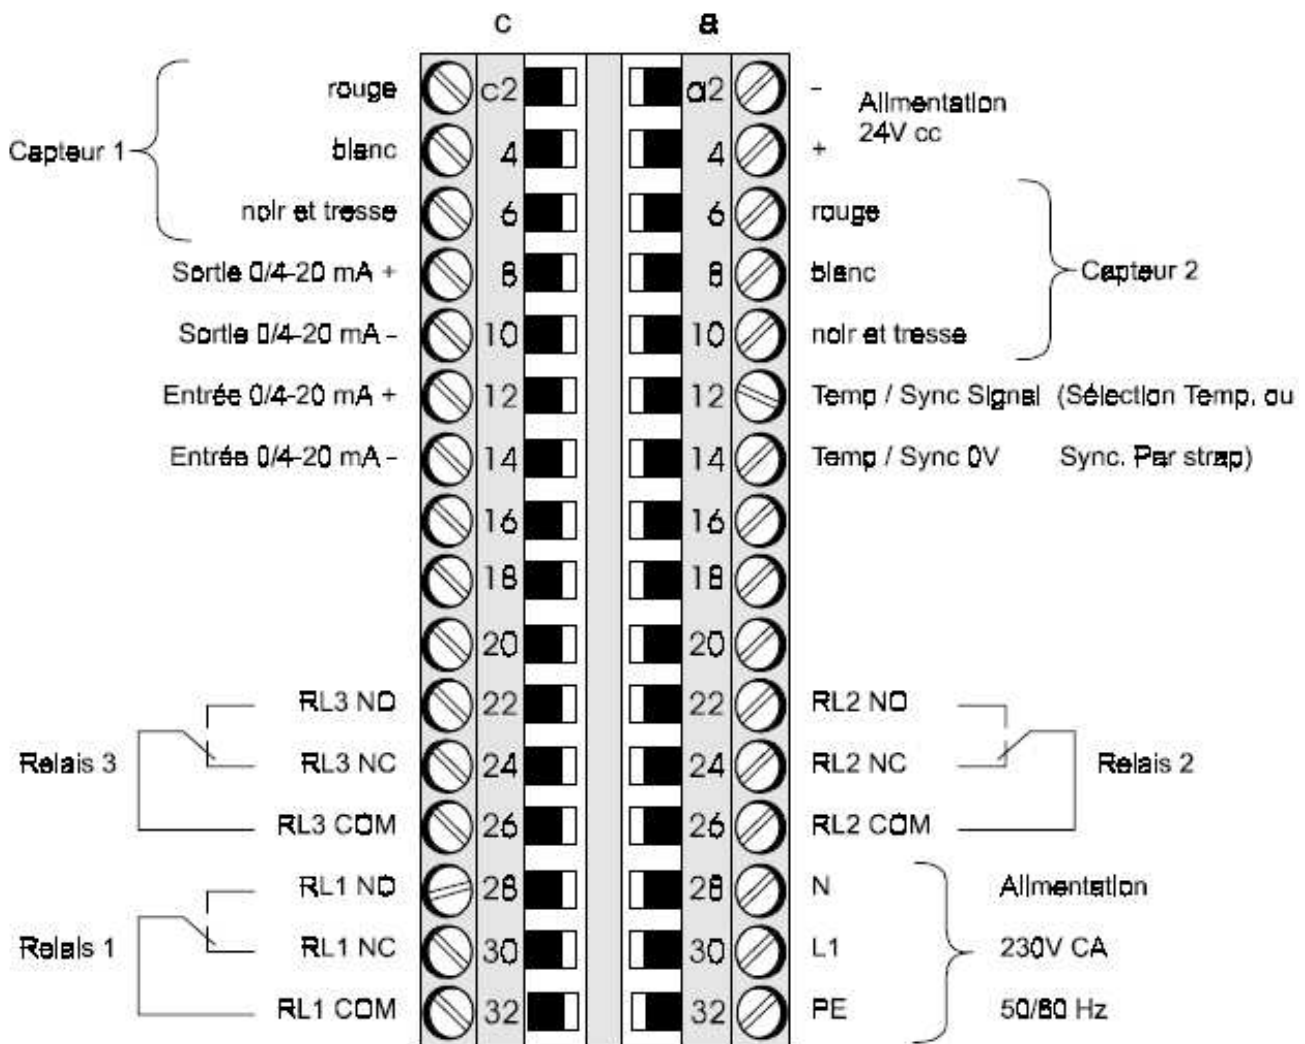 c a
rouge c2 a2 - Alimentation
24V cc
Capteur 1 blanc 4 4 +
noir et tresse 6 6 rouge
Sortie 0/4-20 mA + 8 8 blanc Capteur 2
Sortie 0/4-20 mA - 10 10 noir et tresse
Entrée 0/4-20 mA + 12 12 Temp / Sync Signal (Sélection Temp. ou
Entrée 0/4-20 mA - 14 14 Temp / Sync 0V Sync. Par strap)
16 16
18 18
20 20
RL3 NO 22 22 RL2 NO
Relais 3 RL3 NC 24 24 RL2 NC Relais 2
RL3 COM 26 26 RL2 COM
RL1 NO 28 28 N Alimentation
Relais 1 RL1 NC 30 30 L1 230V CA
RL1 COM 32 32 PE 50/60 Hz